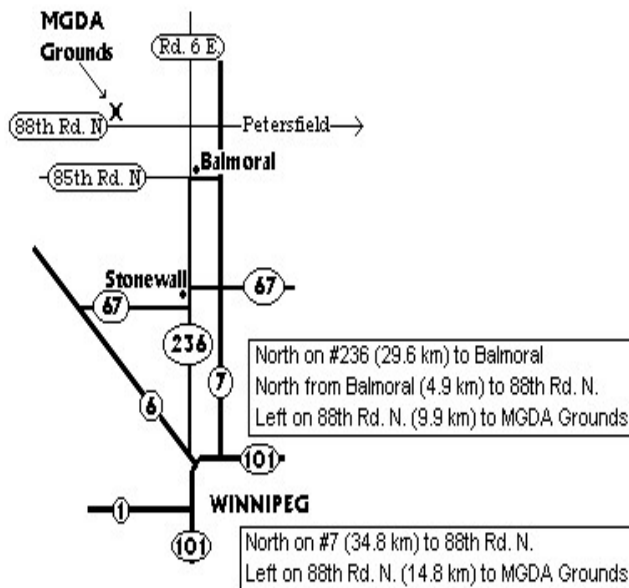 MGDA
Grounds
Rd. 6 E
X
88th Rd. N
Petersfield
Balmoral
85th Rd. N
Stonewall
67
67
236
7
6
North on #236 (29.6 km) to Balmoral
North from Balmoral (4.9 km) to 88th Rd. N.
Left on 88th Rd. N. (9.9 km) to MGDA Grounds
101
1
WINNIPEG
101
North on #7 (34.8 km) to 88th Rd. N.
Left on 88th Rd. N. (14.8 km) to MGDA Grounds